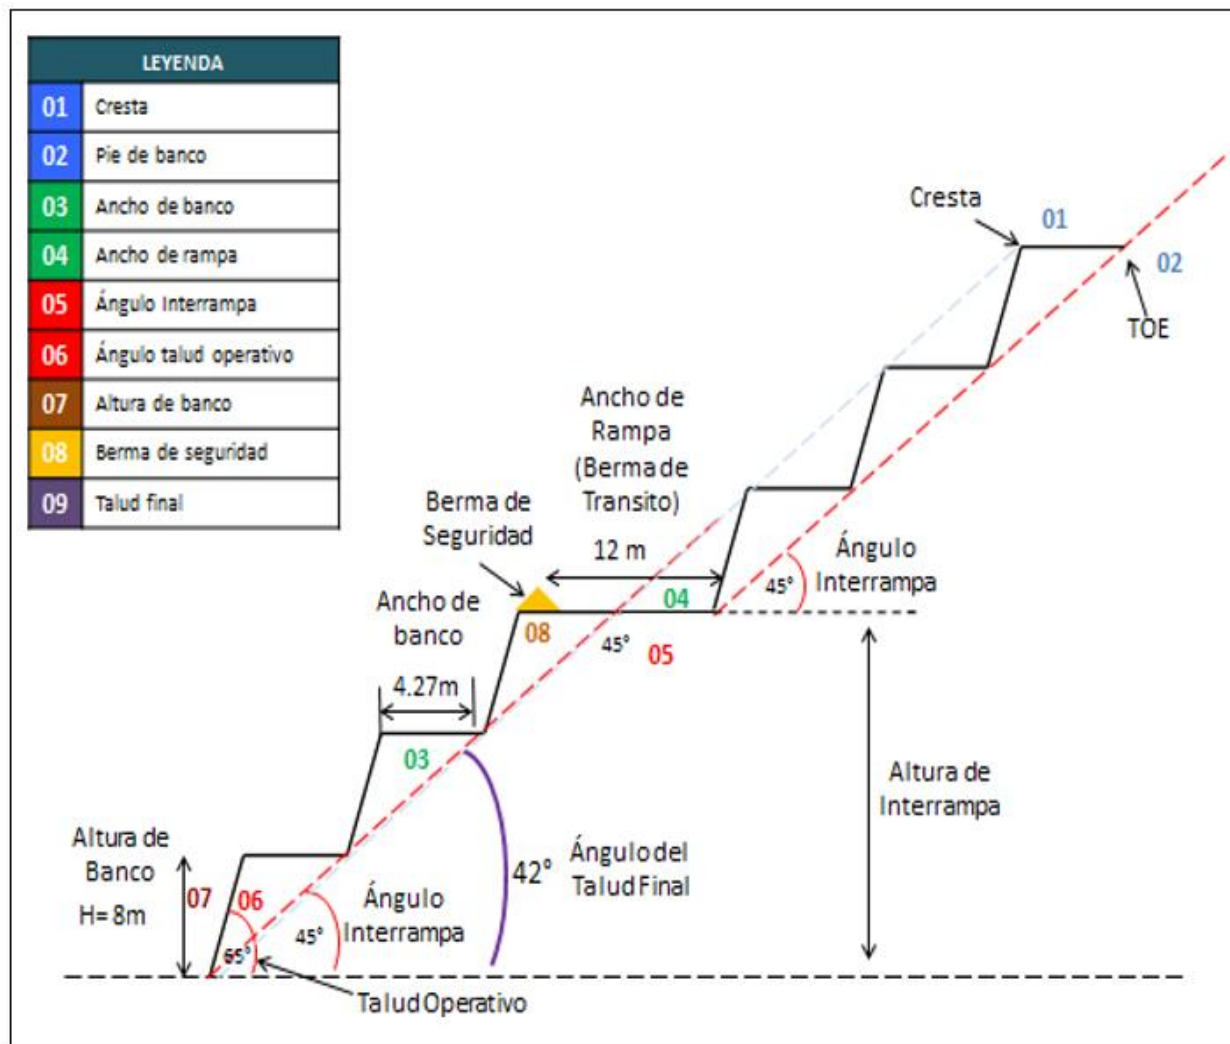 LEYENDA
01 Cresta
02 Pie de banco
03 Ancho de banco
04 Ancho de rampa
05 Ángulo Interrampa
06 Ángulo talud operativo
07 Altura de banco
08 Berma de seguridad
09 Talud final
Cresta
01
02
TOE
Ancho de
Rampa
(Berma de
Transito)
12 m
Berma de
Seguridad
Ancho de
banco
4.27m
04
08
45°
05
45°
Ángulo
Interrampa
03
Altura de
Interrampa
Altura de
Banco
H= 8m
07
06
65°
45°
Ángulo
Interrampa
42°
Ángulo del
Talud Final
Talud Operativo